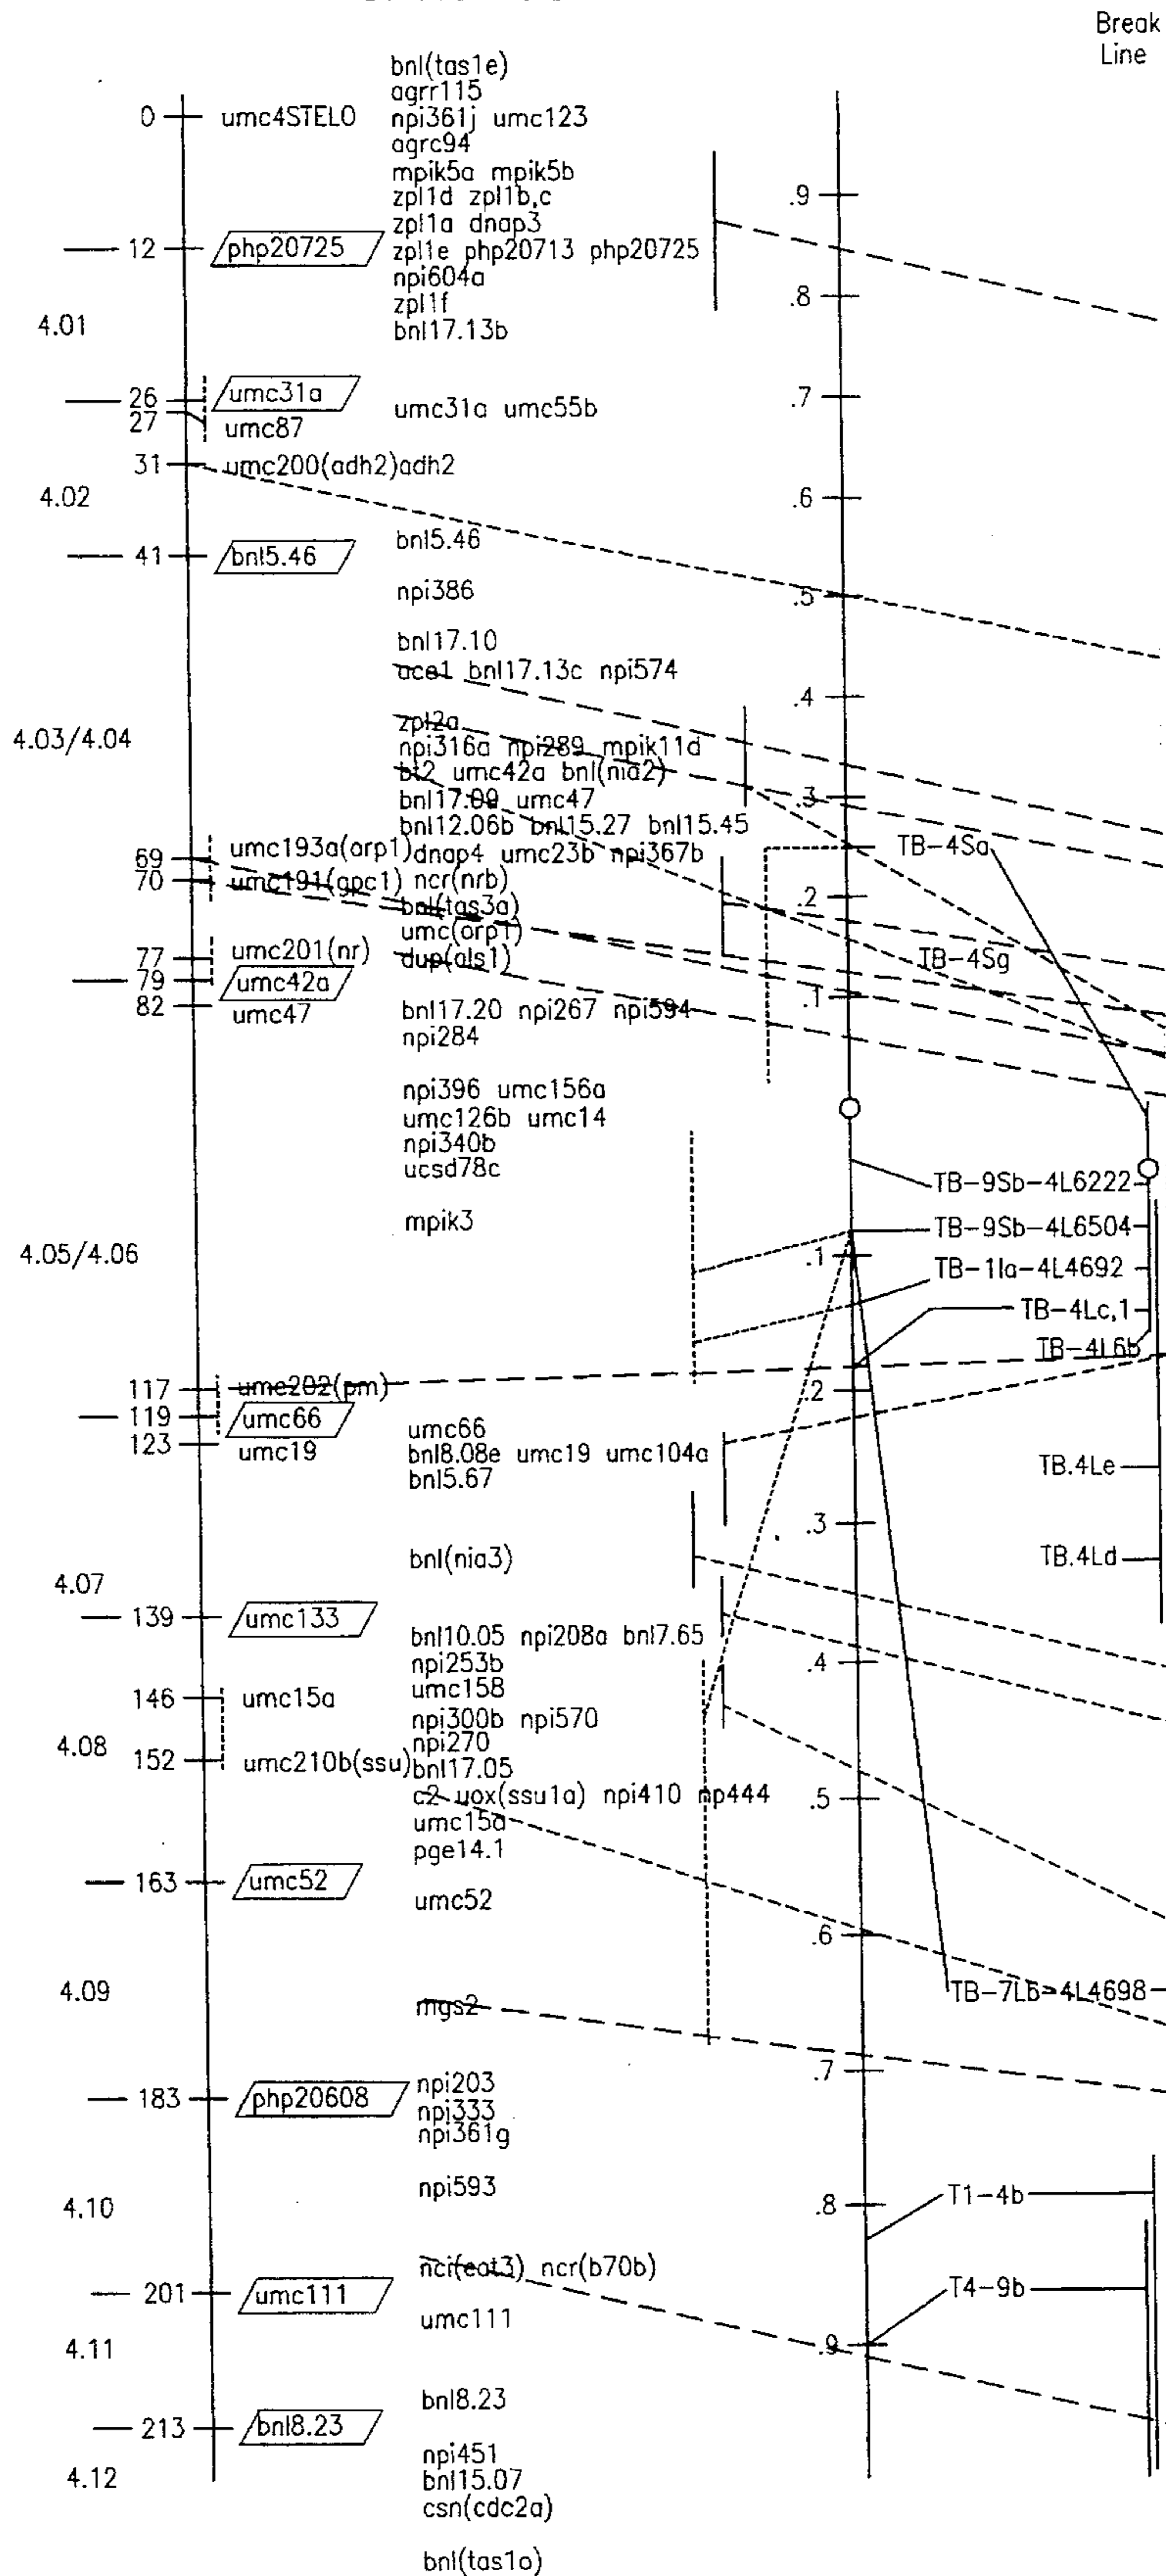 Break
Line
bnl(tas1e)
agrr115
0 umc4STELO npi361j umc123
agrc94
mpik5a mpik5b
zpl1d zpl1b,c
.9
zpl1a dnap3
12 php20725 zpl1e php20713 php20725
npi604a
.8
zpl1f
4.01
bnl17.13b
26 umc31a
.7
umc31a umc55b
27 umc87
31 umc200(adh2)adh2
4.02
.6
41 bnl5.46 bnl5.46
npi386
.5
bnl17.10
ace1 bnl17.13c npi574
.4
zpl2a
4.03/4.04 npi316a npi289 mpik11d
bt2 umc42a bnl(nia2)
bnl17.09 umc47
.3
bnl12.06b bnl15.27 bnl15.45
69 umc193a(orp1) dnap4 umc23b npi367b
TB-4Sa
70 umc191(gpc1) ncr(nrb)
.2
bnl(tas3a)
umc(orp1)
77 umc201(nr) dup(als1)
TB-4Sg
79 umc42a
82 umc47 bnl17.20 npi267 npi594
.1
npi284
npi396 umc156a
umc126b umc14
npi340b
ucsd78c
TB-9Sb-4L6222
mpik3
TB-9Sb-4L6504
4.05/4.06
.1
TB-1la-4L4692
TB-4Lc,1
TB-4L6b
117 umc202(pm)
.2
119 umc66 umc66
123 umc19 bnl8.08e umc19 umc104a
bnl5.67
TB.4Le
.3
bnl(nia3)
TB.4Ld
4.07
139 umc133
bnl10.05 npi208a bnl7.65
npi253b
.4
146 umc15a umc158
npi300b npi570
4.08 npi270
152 umc210b(ssu) bnl17.05
c2 uox(ssu1a) npi410 np444
.5
umc15a
pge14.1
163 umc52 umc52
.6
4.09
TB-7Lb-4L4698
mgs2
.7
183 php20608 npi203
npi333
npi361g
npi593
4.10
.8
T1-4b
nci(eat3) ncr(b70b)
201 umc111
T4-9b
umc111
4.11
.9
bnl8.23
213 bnl8.23
npi451
4.12 bnl15.07
csn(cdc2a)
bnl(tas1o)